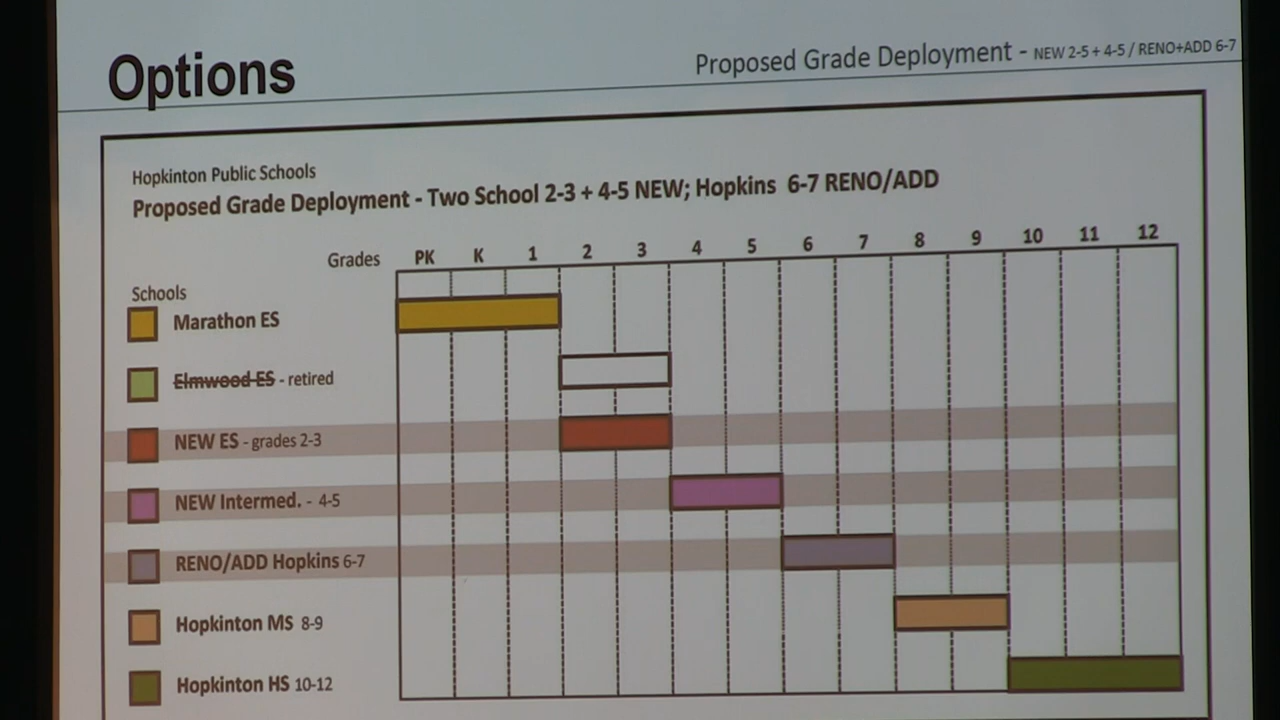 Options
Proposed Grade Deployment - NEW 2-5 + 4-5 / RENO+ADD 6-7
Hopkinton Public Schools
Proposed Grade Deployment - Two School 2-3 + 4-5 NEW; Hopkins 6-7 RENO/ADD
Grades PK K 1 2 3 4 5 6 7 8 9 10 11 12
Schools
Marathon ES
Elmwood ES - retired
NEW ES - grades 2-3
NEW Intermed. - 4-5
RENO/ADD Hopkins 6-7
Hopkinton MS 8-9
Hopkinton HS 10-12